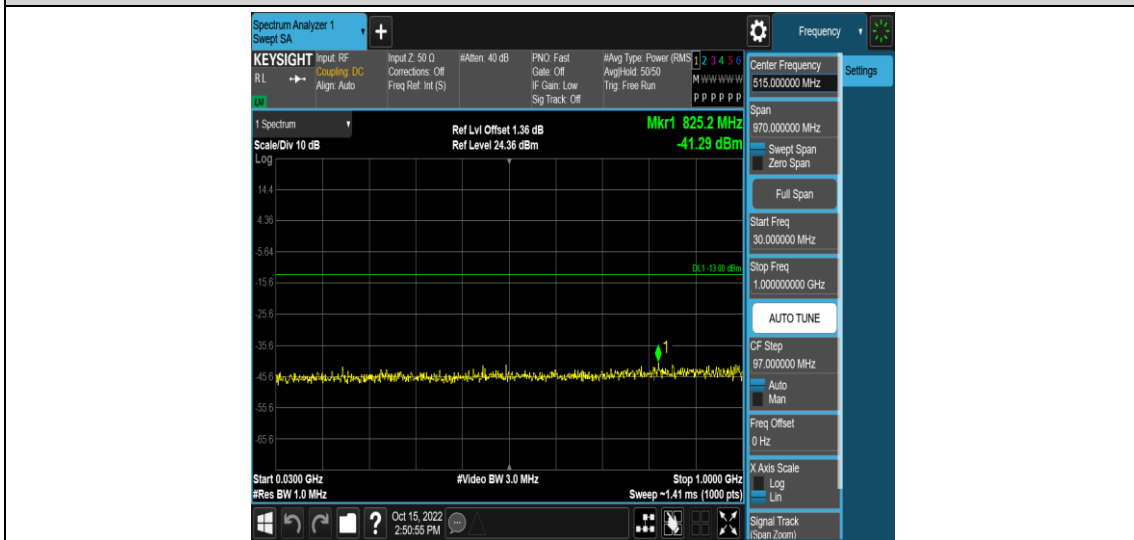 Spectrum Analyzer 1
Swept SA
Frequency
KEYSIGHT
RL
LXI
Input: RF
Coupling: DC
Align: Auto
Input Z: 50 Ω
Corrections: Off
Freq Ref: Int (S)
#Atten: 40 dB
PNO: Fast
Gate: Off
IF Gain: Low
Sig Track: Off
#Avg Type: Power (RMS
Avg|Hold: 50/50
Trig: Free Run
1 2 3 4 5 6
M W W W W W
P P P P P P
Settings
Center Frequency
515.000000 MHz
Span
970.000000 MHz
Swept Span
Zero Span
Full Span
Start Freq
30.000000 MHz
Stop Freq
1.000000000 GHz
AUTO TUNE
CF Step
97.000000 MHz
Auto
Man
Freq Offset
0 Hz
X Axis Scale
Log
Lin
Signal Track
(Span Zoom)
1 Spectrum
Scale/Div 10 dB
Ref Lvl Offset 1.36 dB
Ref Level 24.36 dBm
Mkr1 825.2 MHz
-41.29 dBm
Log
14.4
4.36
-5.64
DL1 -13.00 dBm
-15.6
-25.6
-35.6
1
-45.6
-55.6
-65.6
Start 0.0300 GHz
#Video BW 3.0 MHz
Stop 1.0000 GHz
#Res BW 1.0 MHz
Sweep ~1.41 ms (1000 pts)
?
Oct 15, 2022
2:50:55 PM